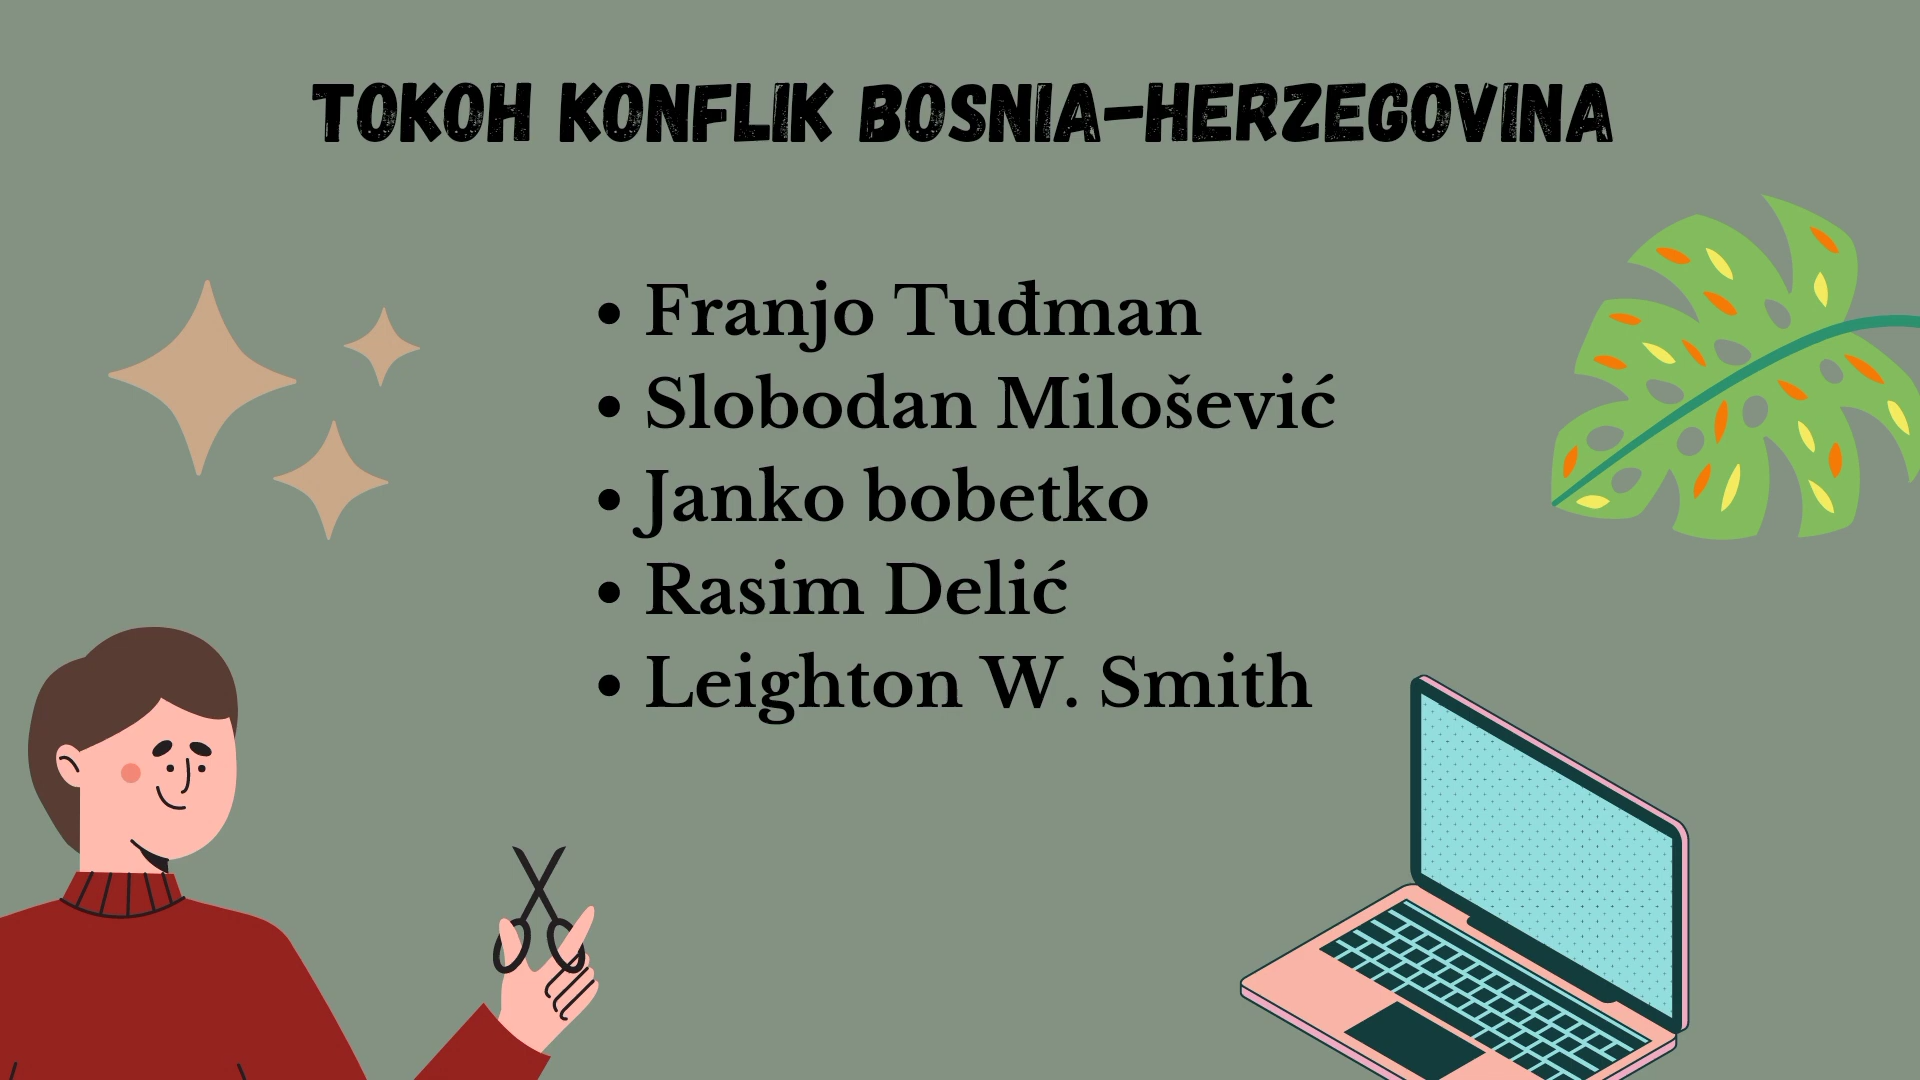 TOKOH KONFLIK BOSNIA-HERZEGOVINA
• Franjo Tuđman
• Slobodan Milošević
• Janko bobetko
• Rasim Delić
• Leighton W. Smith